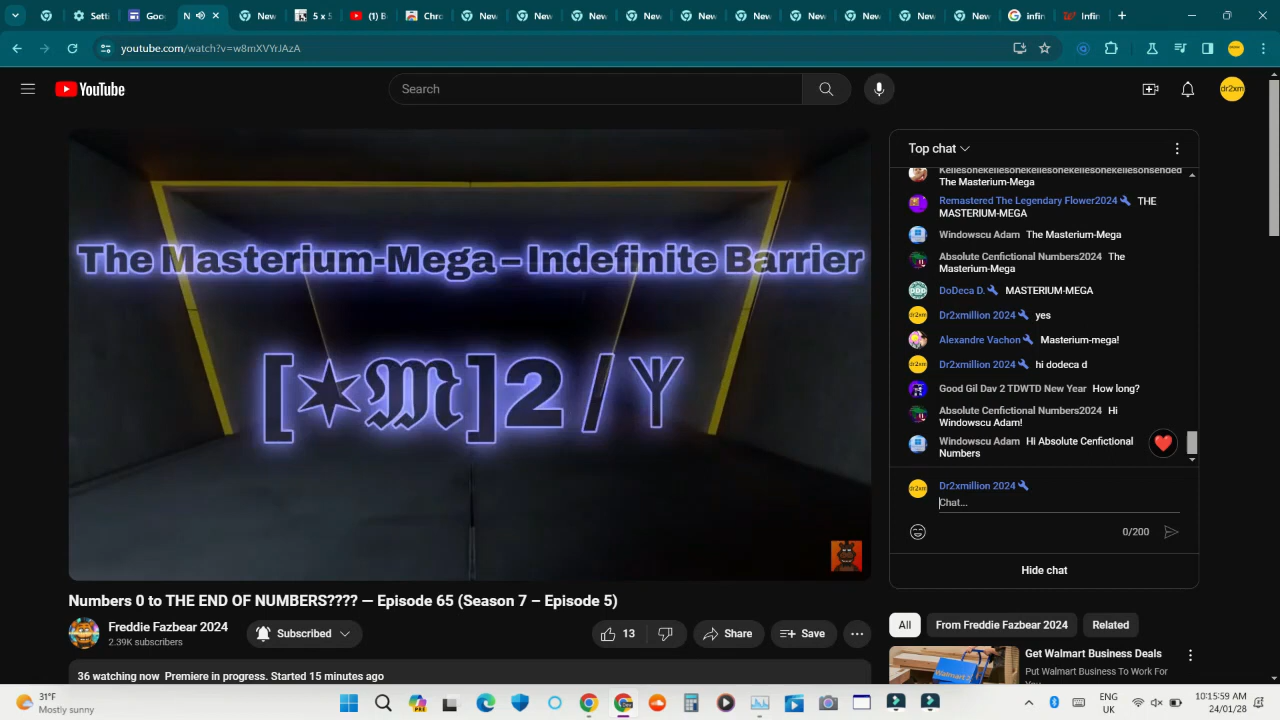 Setti
Goo
N
New
5 x 5
(1) B
Chro
New
New
New
New
New
New
New
New
New
New
infin
Infin
youtube.com/watch?v=w8mXVYrJAzA
YouTube
Search
dr2xm
The Masterium-Mega – Indefinite Barrier
[✶𝔐]2 / ᛉ
Top chat
Kellesonekellesonekellesonekellesonsended
The Masterium-Mega
Remastered The Legendary Flower2024 THE
MASTERIUM-MEGA
Windowscu Adam The Masterium-Mega
Absolute Cenfictional Numbers2024 The
Masterium-Mega
DoDeca D. MASTERIUM-MEGA
Dr2xmillion 2024 yes
Alexandre Vachon Masterium-mega!
Dr2xmillion 2024 hi dodeca d
Good Gil Dav 2 TDWTD New Year How long?
Absolute Cenfictional Numbers2024 Hi
Windowscu Adam!
Windowscu Adam Hi Absolute Cenfictional
Numbers
Dr2xmillion 2024
Chat...
0/200
Hide chat
Numbers 0 to THE END OF NUMBERS???? — Episode 65 (Season 7 – Episode 5)
Freddie Fazbear 2024
2.39K subscribers
Subscribed
13
Share
Save
36 watching now Premiere in progress. Started 15 minutes ago
All
From Freddie Fazbear 2024
Related
Get Walmart Business Deals
Put Walmart Business To Work For
31°F
Mostly sunny
ENG
UK
10:15:59 AM
24/01/28